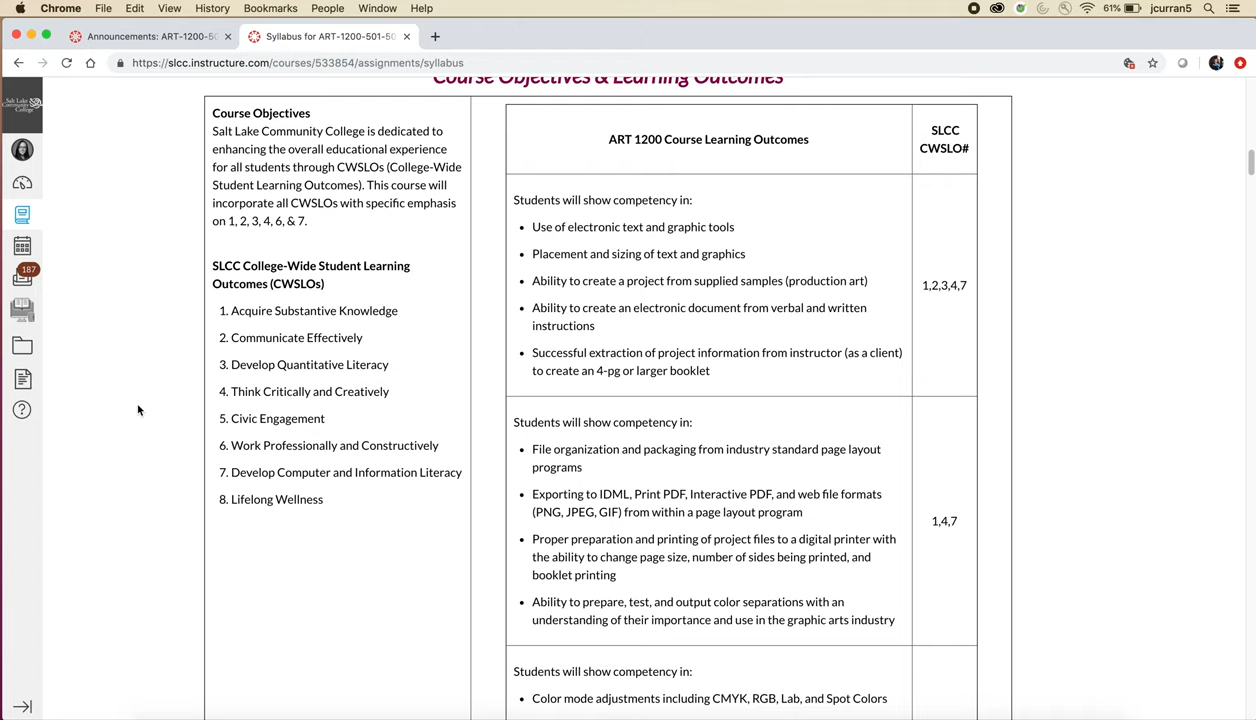 Chrome File Edit View History Bookmarks People Window Help 61% jcurran5
Announcements: ART-1200-50 × Syllabus for ART-1200-501-50 × +
https://slcc.instructure.com/courses/533854/assignments/syllabus
Salt Lake
Community
College
187
Course Objectives & Learning Outcomes
Course Objectives
Salt Lake Community College is dedicated to
enhancing the overall educational experience
for all students through CWSLOs (College-Wide
Student Learning Outcomes). This course will
incorporate all CWSLOs with specific emphasis
on 1, 2, 3, 4, 6, & 7.
SLCC College-Wide Student Learning
Outcomes (CWSLOs)
1. Acquire Substantive Knowledge
2. Communicate Effectively
3. Develop Quantitative Literacy
4. Think Critically and Creatively
5. Civic Engagement
6. Work Professionally and Constructively
7. Develop Computer and Information Literacy
8. Lifelong Wellness
ART 1200 Course Learning Outcomes
SLCC
CWSLO#
Students will show competency in:
• Use of electronic text and graphic tools
• Placement and sizing of text and graphics
• Ability to create a project from supplied samples (production art)
• Ability to create an electronic document from verbal and written
instructions
• Successful extraction of project information from instructor (as a client)
to create an 4-pg or larger booklet
1,2,3,4,7
Students will show competency in:
• File organization and packaging from industry standard page layout
programs
• Exporting to IDML, Print PDF, Interactive PDF, and web file formats
(PNG, JPEG, GIF) from within a page layout program
• Proper preparation and printing of project files to a digital printer with
the ability to change page size, number of sides being printed, and
booklet printing
• Ability to prepare, test, and output color separations with an
understanding of their importance and use in the graphic arts industry
1,4,7
Students will show competency in:
• Color mode adjustments including CMYK, RGB, Lab, and Spot Colors